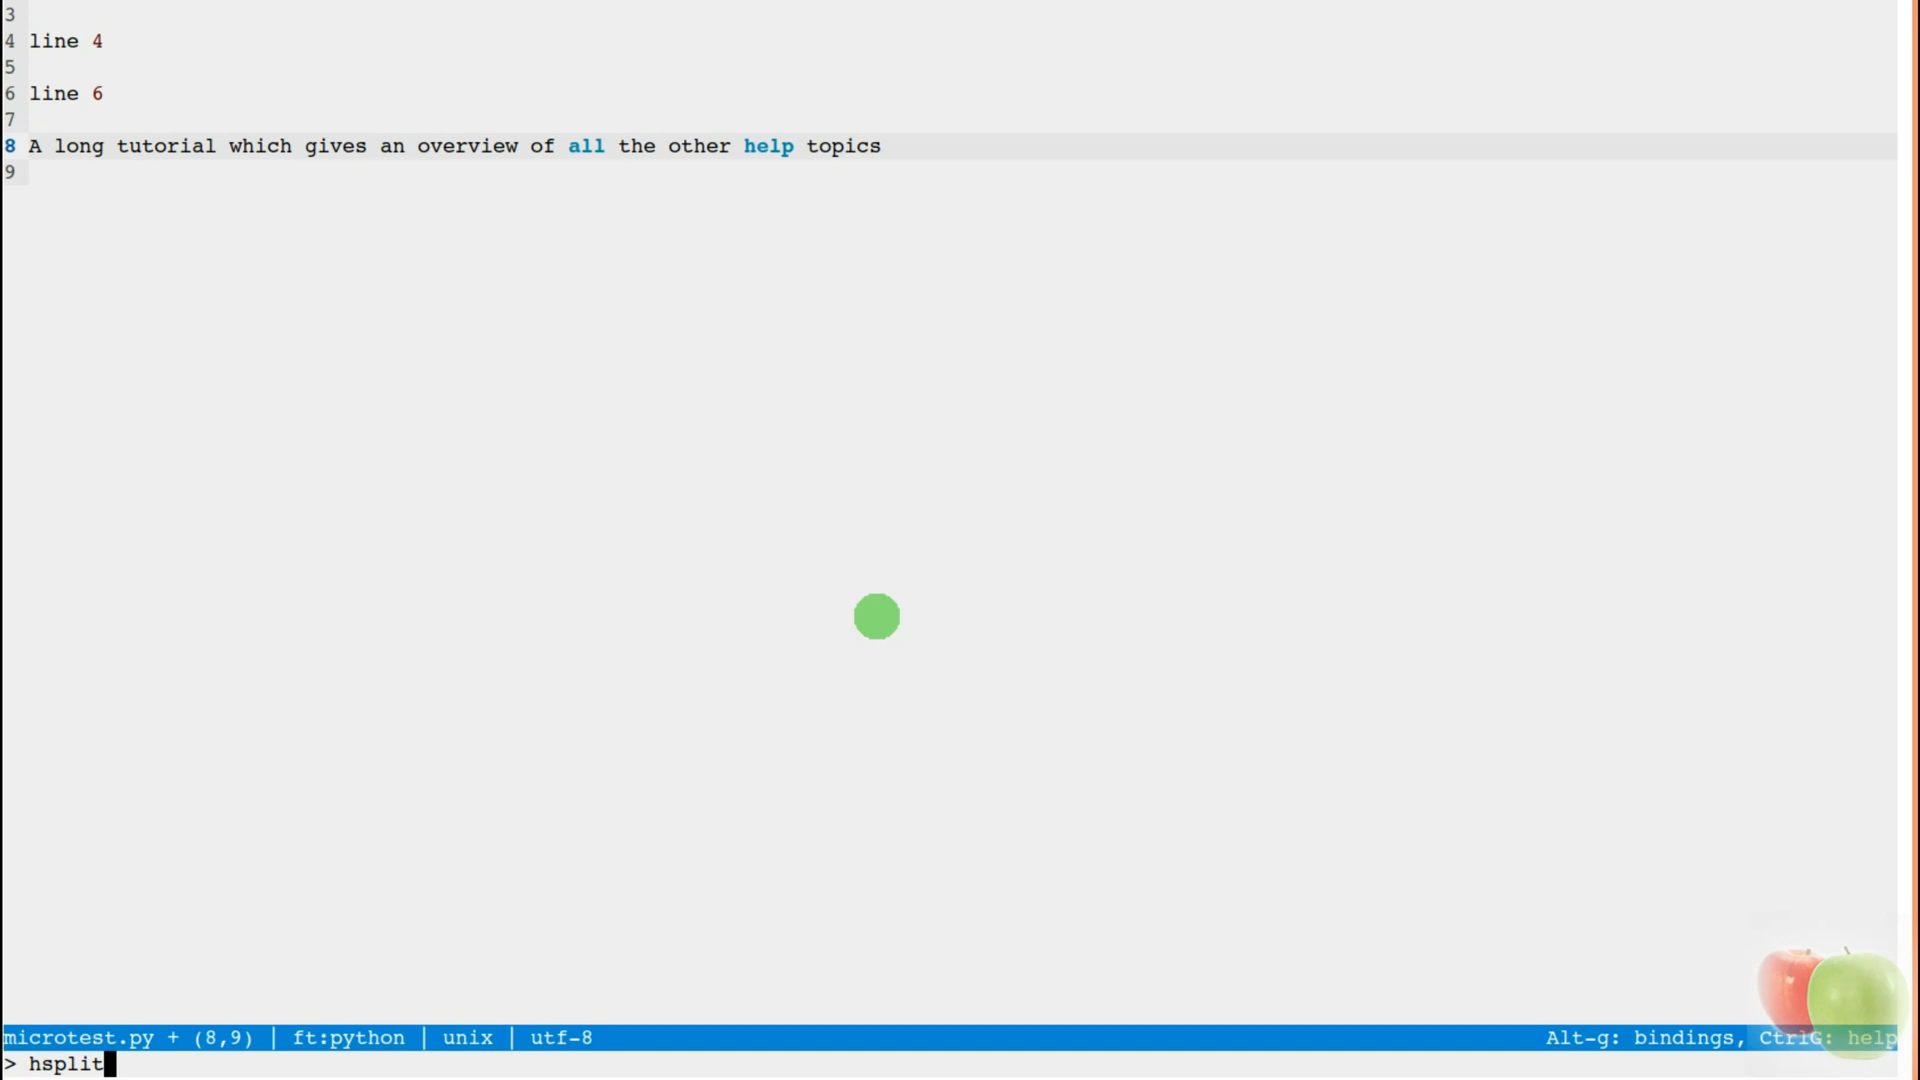 3
4 line 4
5
6 line 6
7
8 A long tutorial which gives an overview of all the other help topics
9
microtest.py + (8,9) | ft:python | unix | utf-8 Alt-g: bindings, CtrlG: help
> hsplit